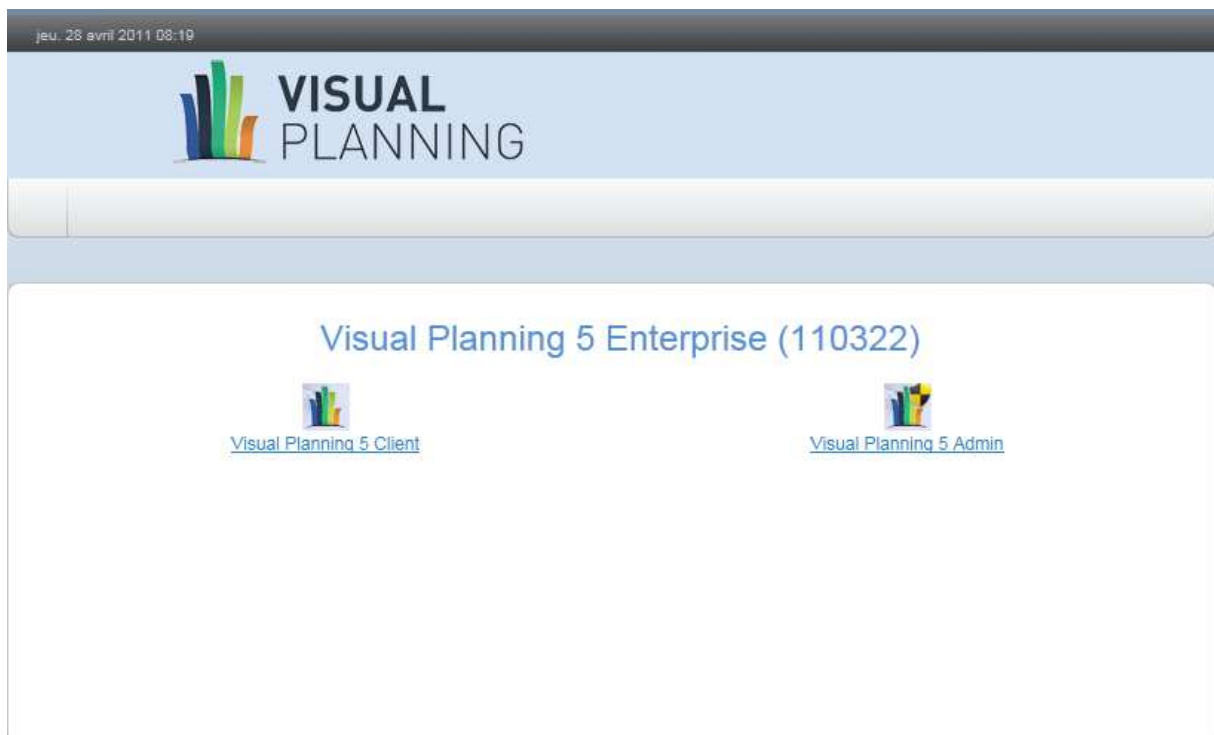 jeu. 28 avril 2011 08:19
VISUAL
PLANNING
Visual Planning 5 Enterprise (110322)
Visual Planning 5 Client
Visual Planning 5 Admin